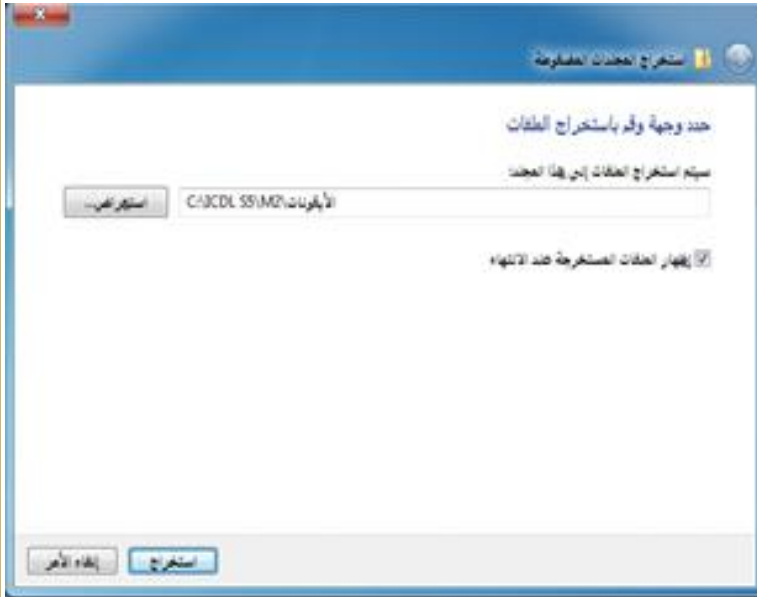 استخراج المجلدات المضغوطة
حدد وجهة وقم باستخراج الملفات
سيتم استخراج الملفات إلى هذا المجلد:
C:\ICDL S5\M2\الأيقونات
استعراض...
إظهار الملفات المستخرجة عند الانتهاء
استخراج
إلغاء الأمر